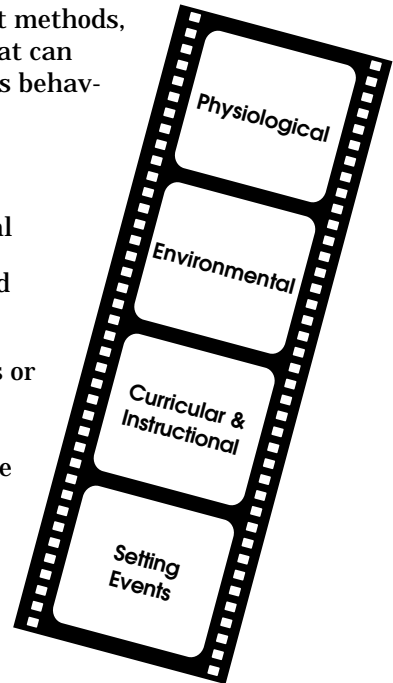 t methods,
at can
s behav-
al
d
s or
e
Physiological
Environmental
Curricular &
Instructional
Setting
Events